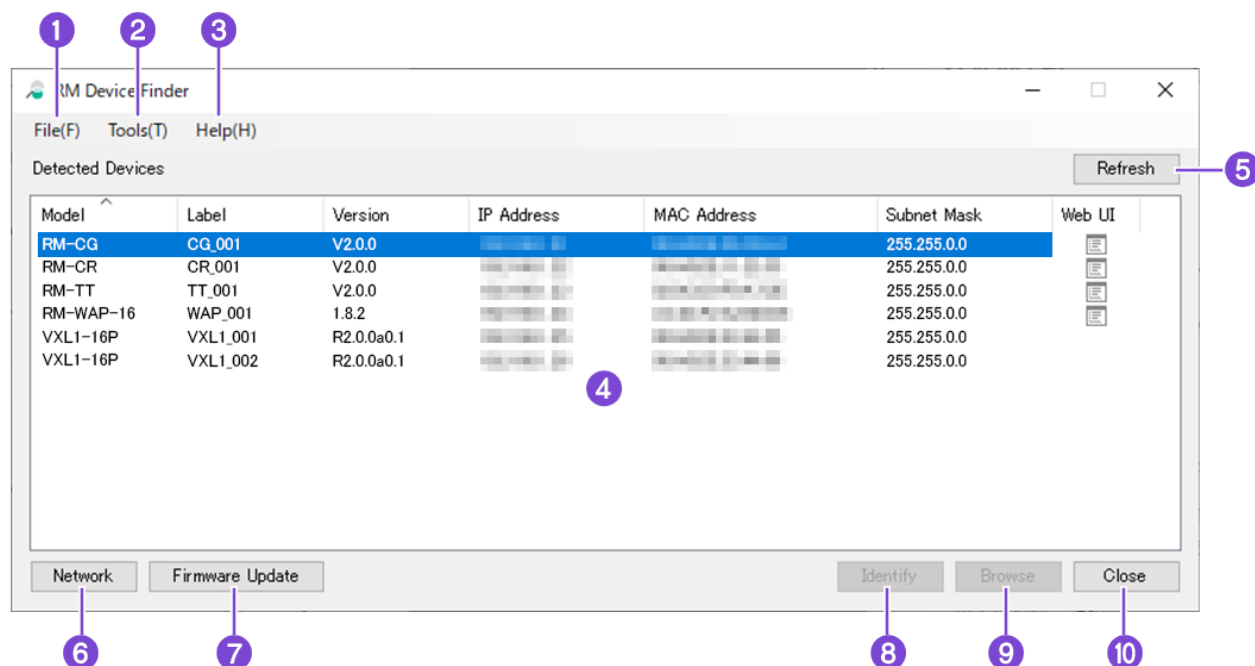 1 2 3
RM Device Finder
File(F) Tools(T) Help(H)
Detected Devices Refresh 5
Model Label Version IP Address MAC Address Subnet Mask Web UI
RM-CG CG_001 V2.0.0 255.255.0.0
RM-CR CR_001 V2.0.0 255.255.0.0
RM-TT TT_001 V2.0.0 255.255.0.0
RM-WAP-16 WAP_001 1.8.2 255.255.0.0
VXL1-16P VXL1_001 R2.0.0a0.1 255.255.0.0
VXL1-16P VXL1_002 R2.0.0a0.1 255.255.0.0
4
Network Firmware Update Identify Browse Close
6 7 8 9 10